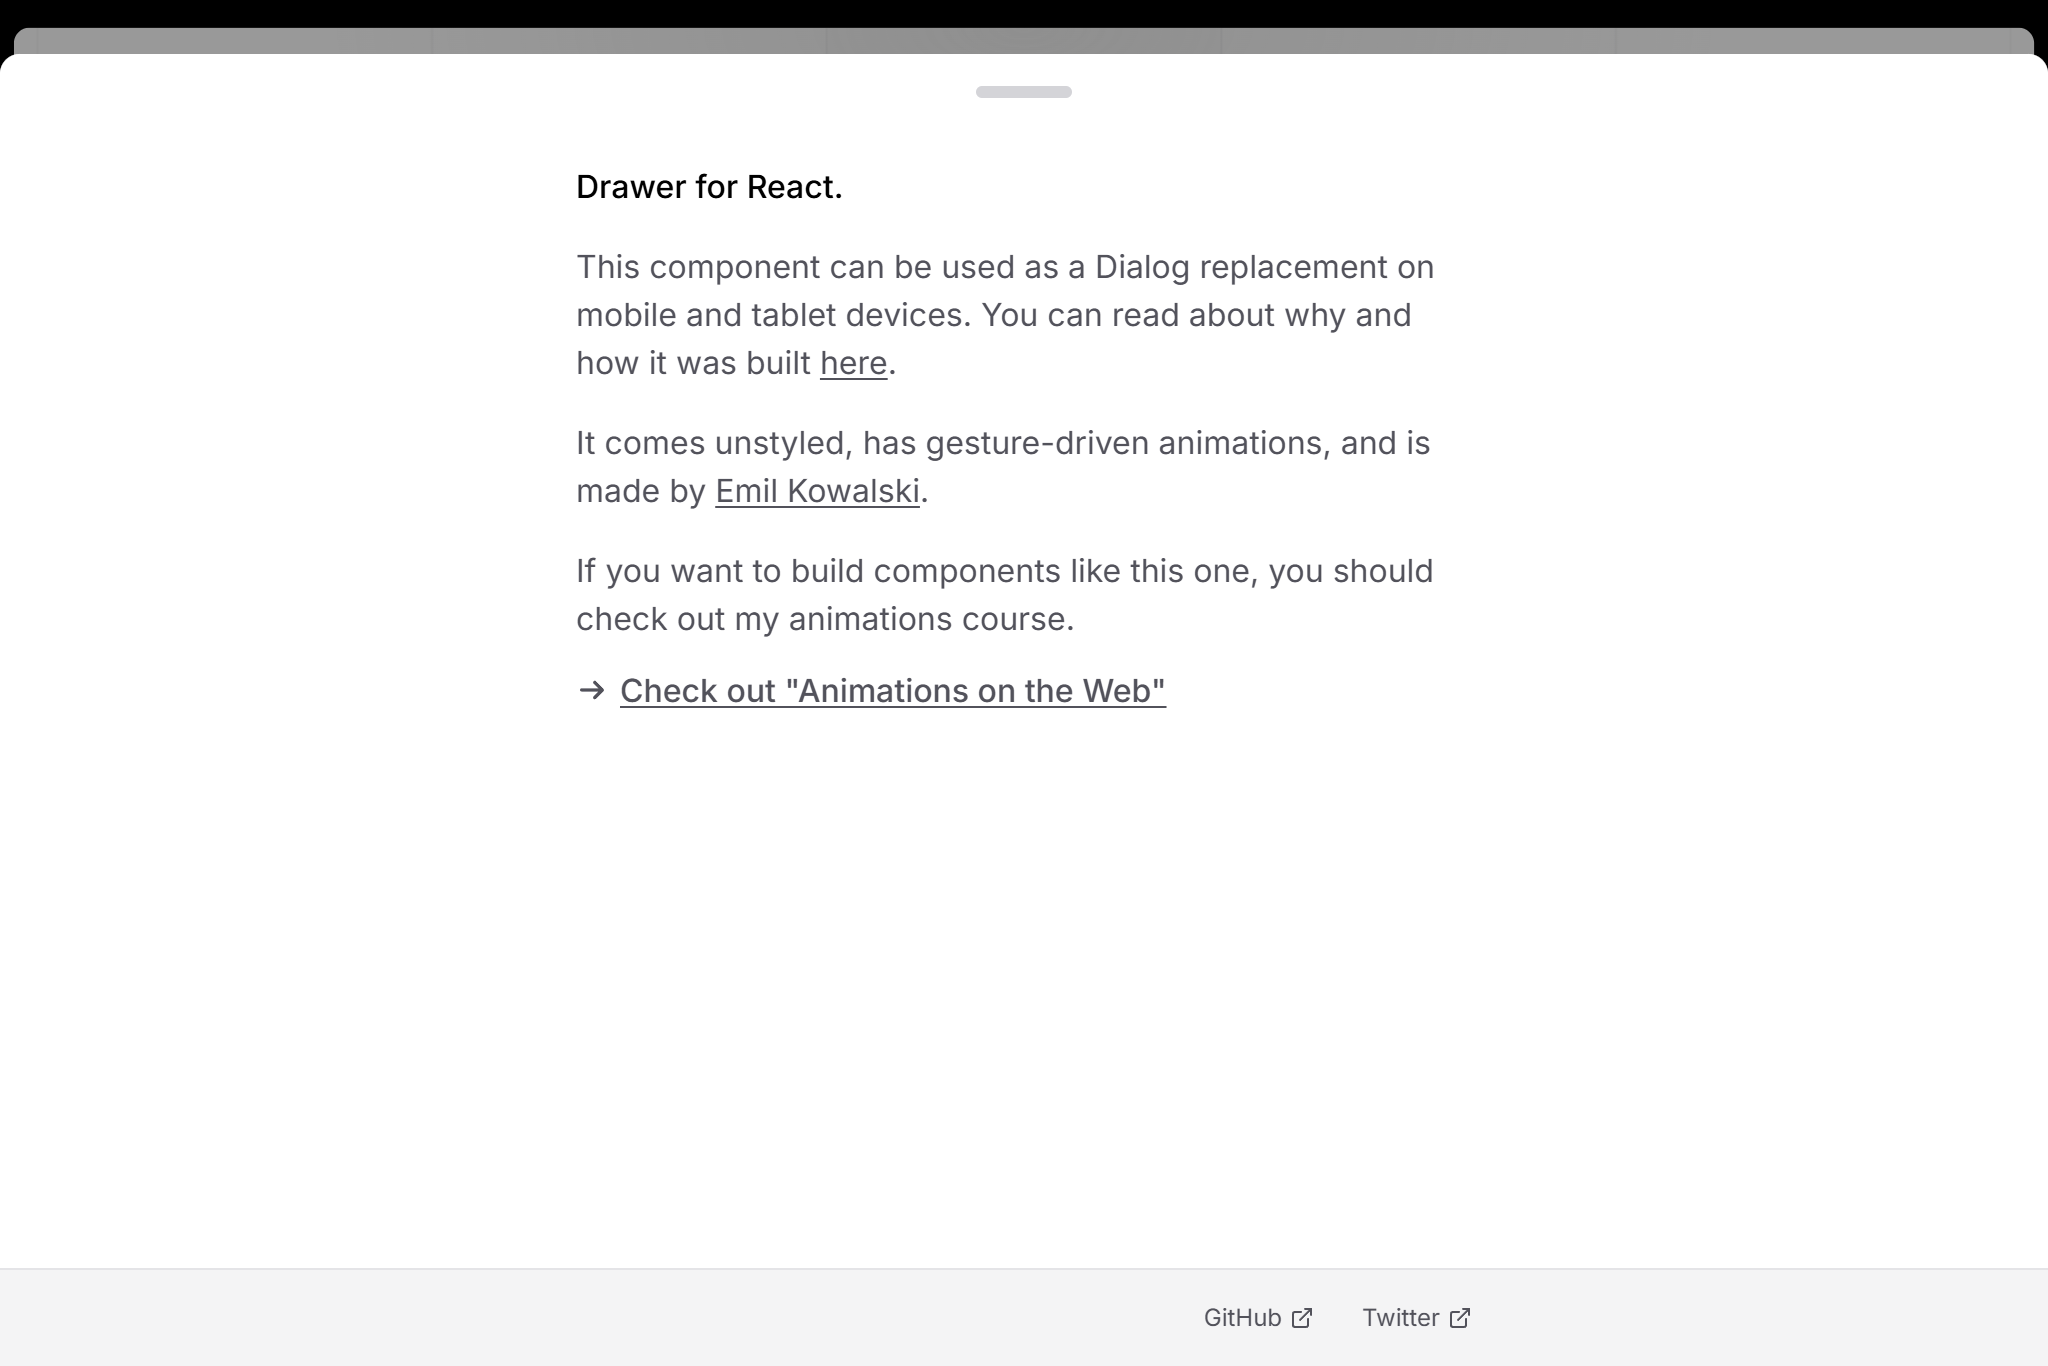 Drawer for React.
This component can be used as a Dialog replacement on
mobile and tablet devices. You can read about why and
how it was built here.
It comes unstyled, has gesture-driven animations, and is
made by Emil Kowalski.
If you want to build components like this one, you should
check out my animations course.
→ Check out "Animations on the Web"
GitHub Twitter